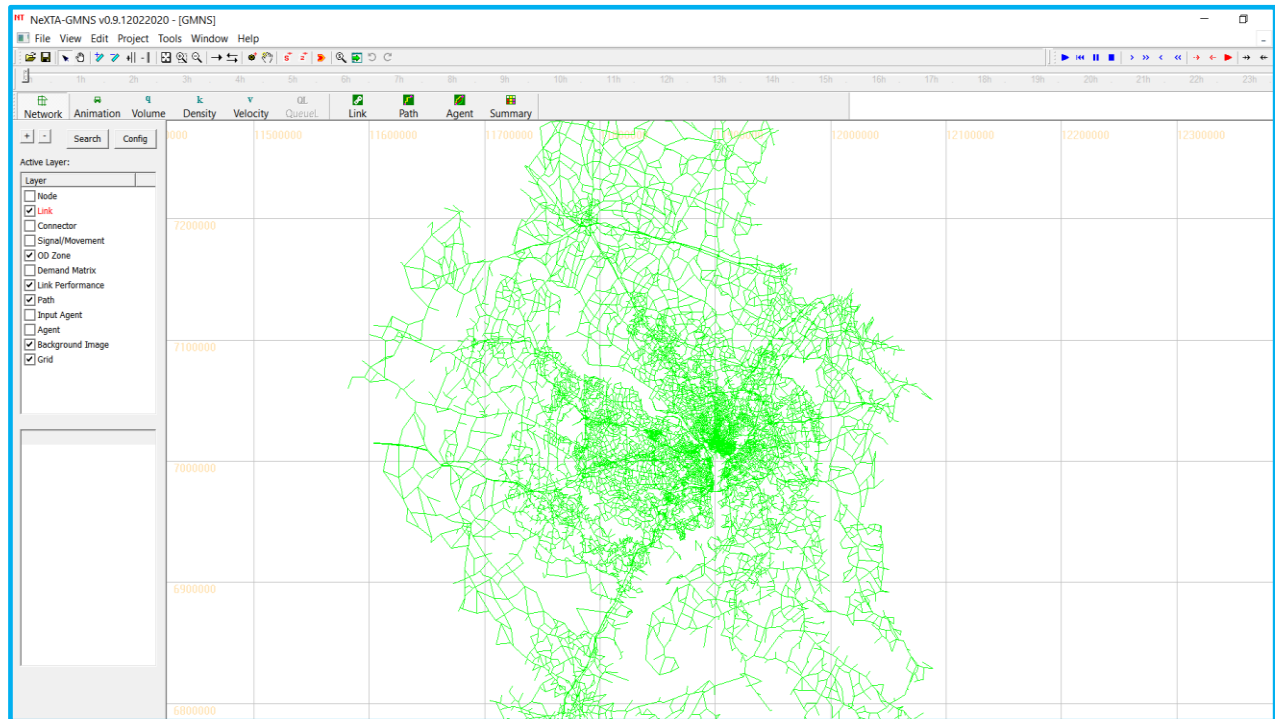 NeXTA-GMNS v0.9.12022020 - [GMNS]
File View Edit Project Tools Window Help
1h 2h 3h 4h 5h 6h 7h 8h 9h 10h 11h 12h 13h 14h 15h 16h 17h 18h 19h 20h 21h 22h 23h
Network Animation Volume Density Velocity QueueL Link Path Agent Summary
+ - Search Config
Active Layer:
Layer
Node
Link
Connector
Signal/Movement
OD Zone
Demand Matrix
Link Performance
Path
Input Agent
Agent
Background Image
Grid
11500000 11600000 11700000 12000000 12100000 12200000 12300000
7200000
7100000
7000000
6900000
6800000